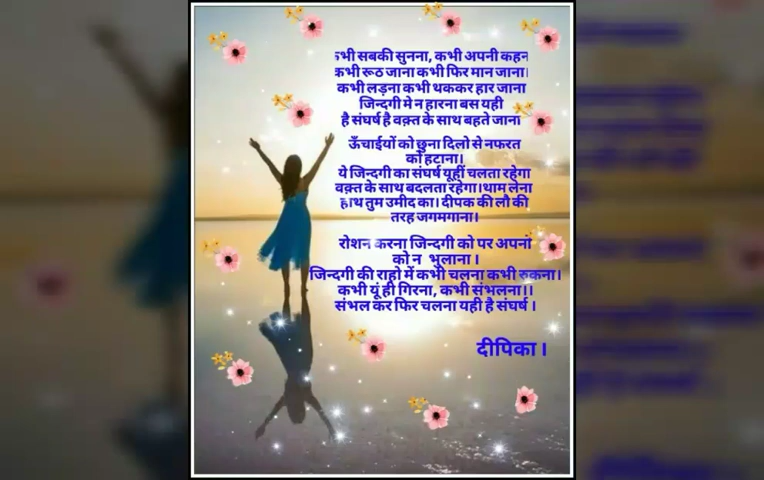 कभी सबकी सुनना, कभी अपनी कहन
कभी रूठ जाना कभी फिर मान जाना।
कभी लड़ना कभी थककर हार जाना
जिन्दगी मे न हारना बस यही
है संघर्ष है वक़्त के साथ बहते जाना
ऊँचाईयों को छुना दिलो से नफरत
को हटाना।
ये जिन्दगी का संघर्ष यूहीं चलता रहेगा
वक़्त के साथ बदलता रहेगा।थाम लेना
हाथ तुम उमीद का। दीपक की लौ की
तरह जगमगाना।
रोशन करना जिन्दगी को पर अपनो
को न भुलाना ।
जिन्दगी की राहो में कभी चलना कभी रुकना।
कभी यूं ही गिरना, कभी संभलना।।
संभल कर फिर चलना यही है संघर्ष ।
दीपिका ।